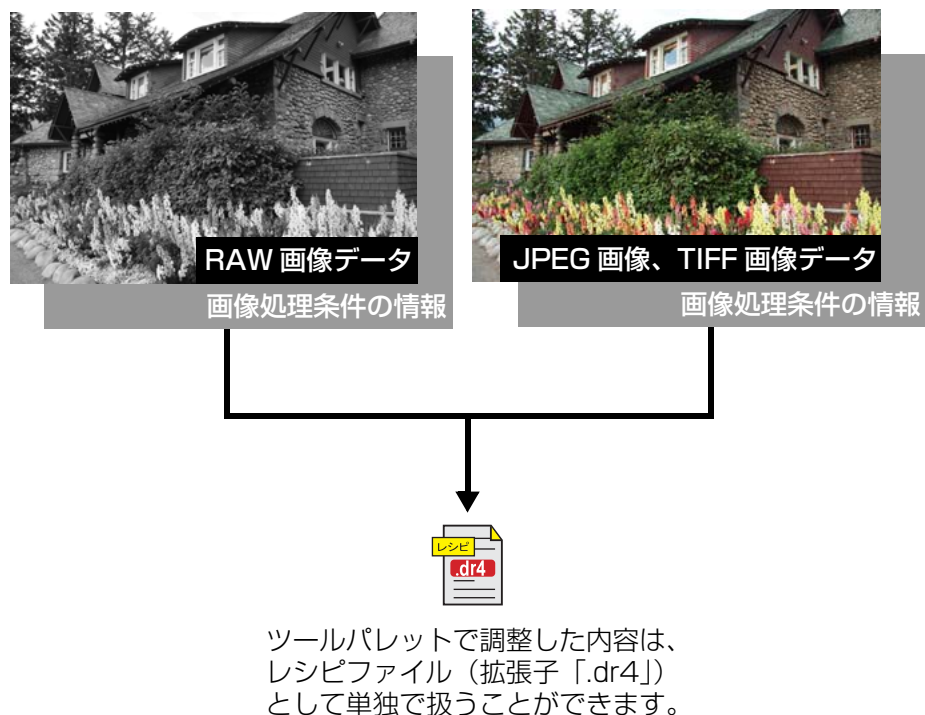 RAW 画像データ
画像処理条件の情報
JPEG 画像、TIFF 画像データ
画像処理条件の情報
レシピ
.dr4
ツールパレットで調整した内容は、
レシピファイル（拡張子「.dr4」）
として単独で扱うことができます。